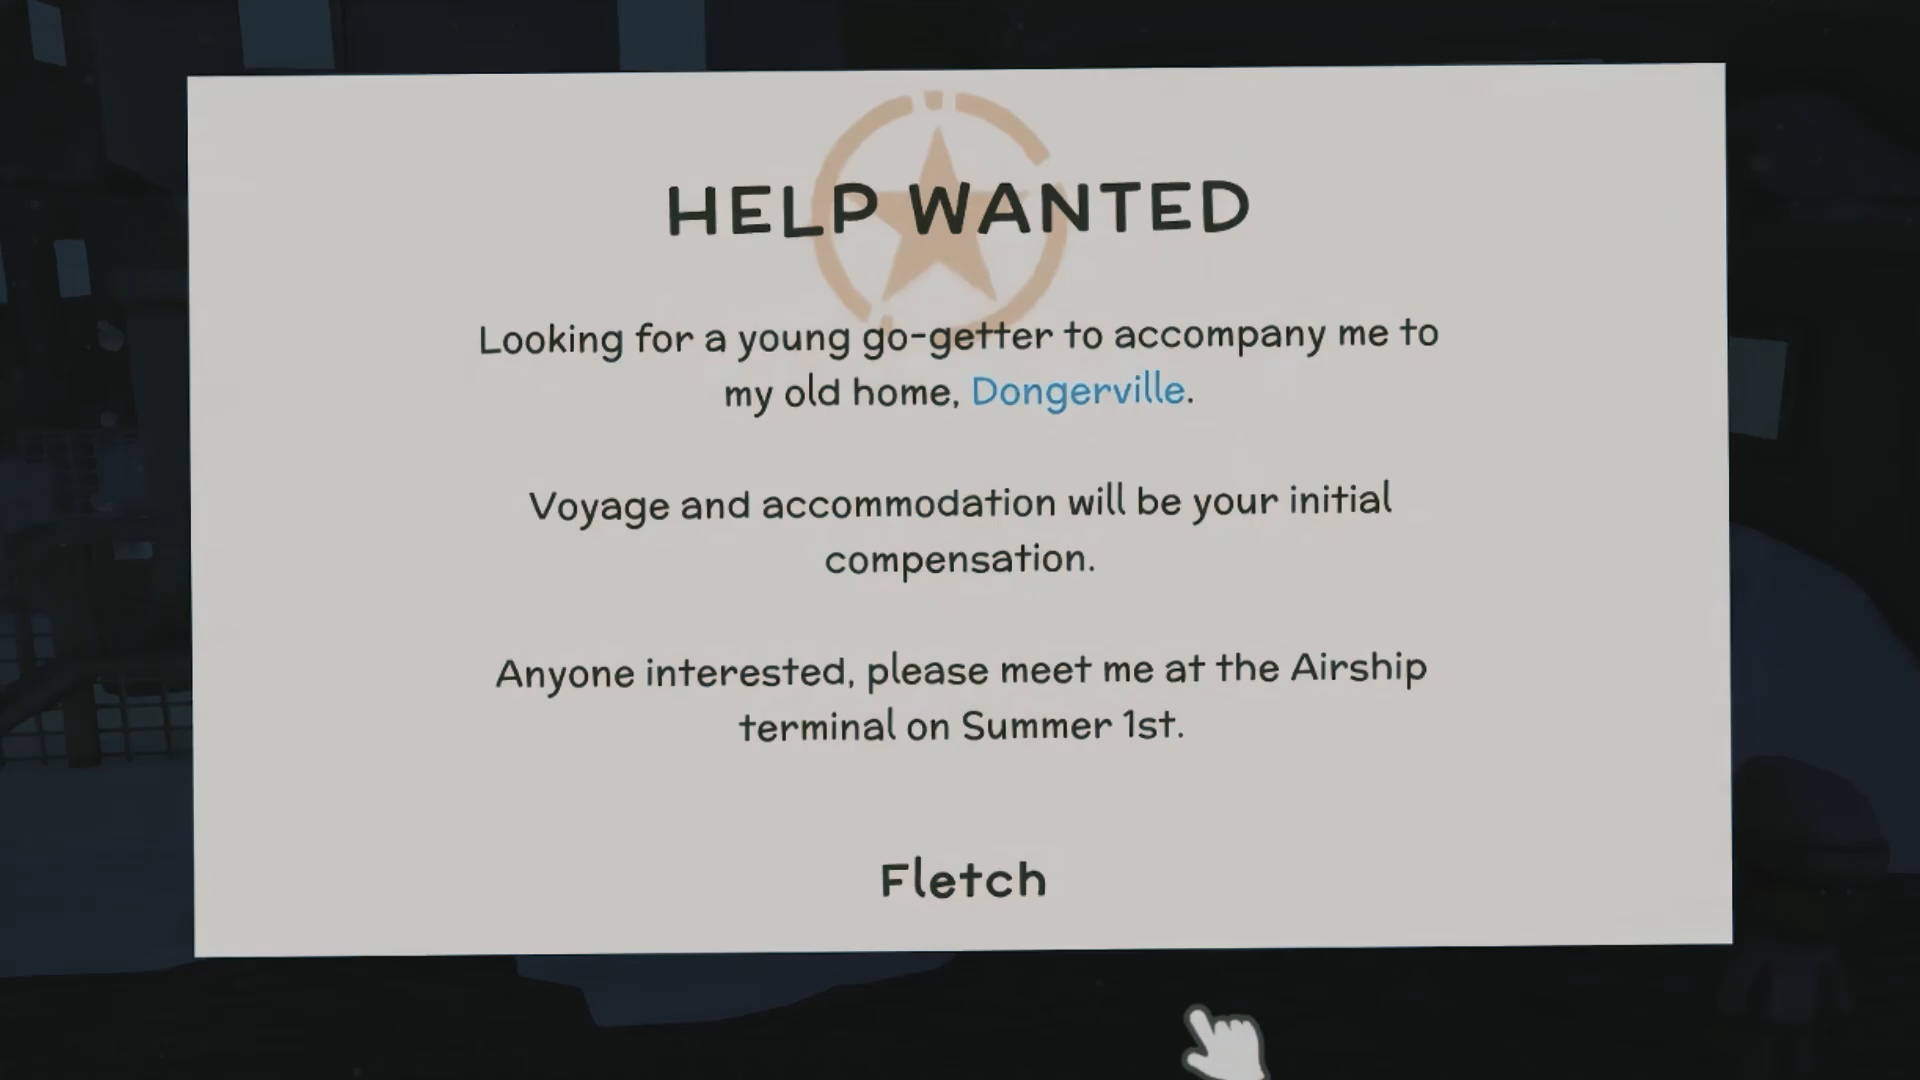 HELP WANTED
Looking for a young go-getter to accompany me to
my old home, Dongerville.
Voyage and accommodation will be your initial
compensation.
Anyone interested, please meet me at the Airship
terminal on Summer 1st.
Fletch